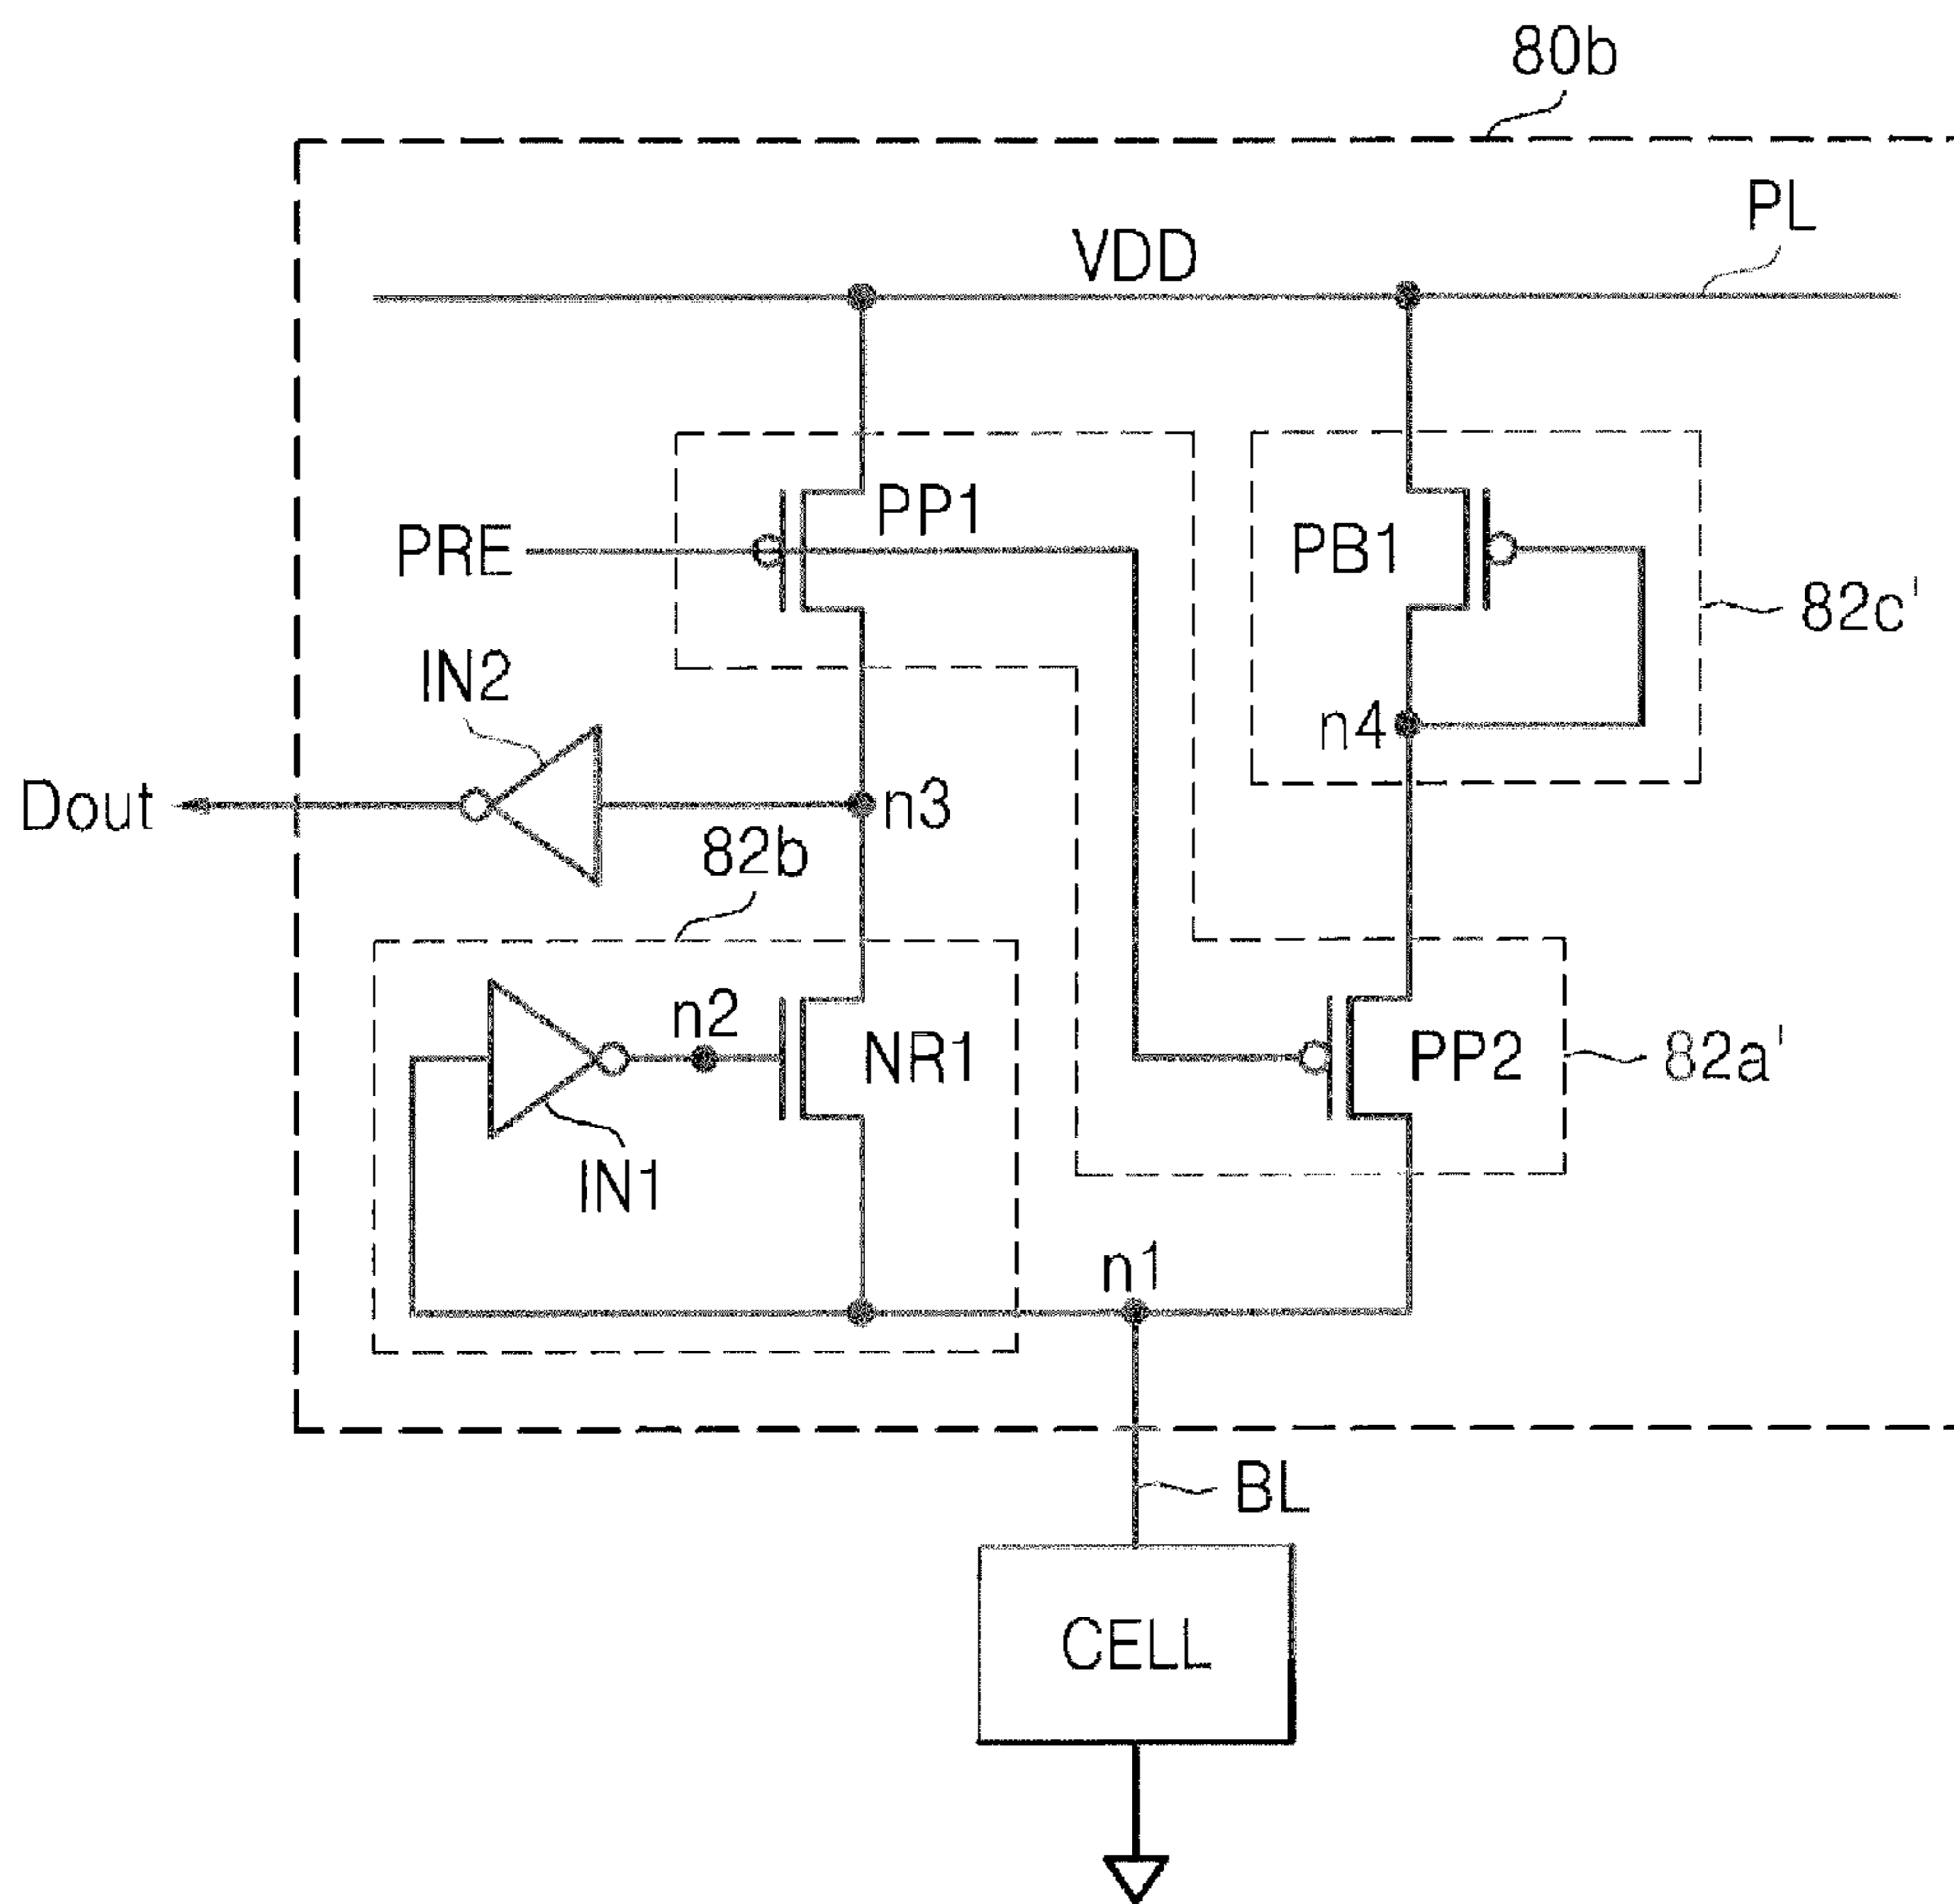 80b
PL
VDD
PP1
PRE
PB1
82c'
IN2
n4
Dout
n3
82b
n2
NR1
PP2
82a'
IN1
n1
BL
CELL